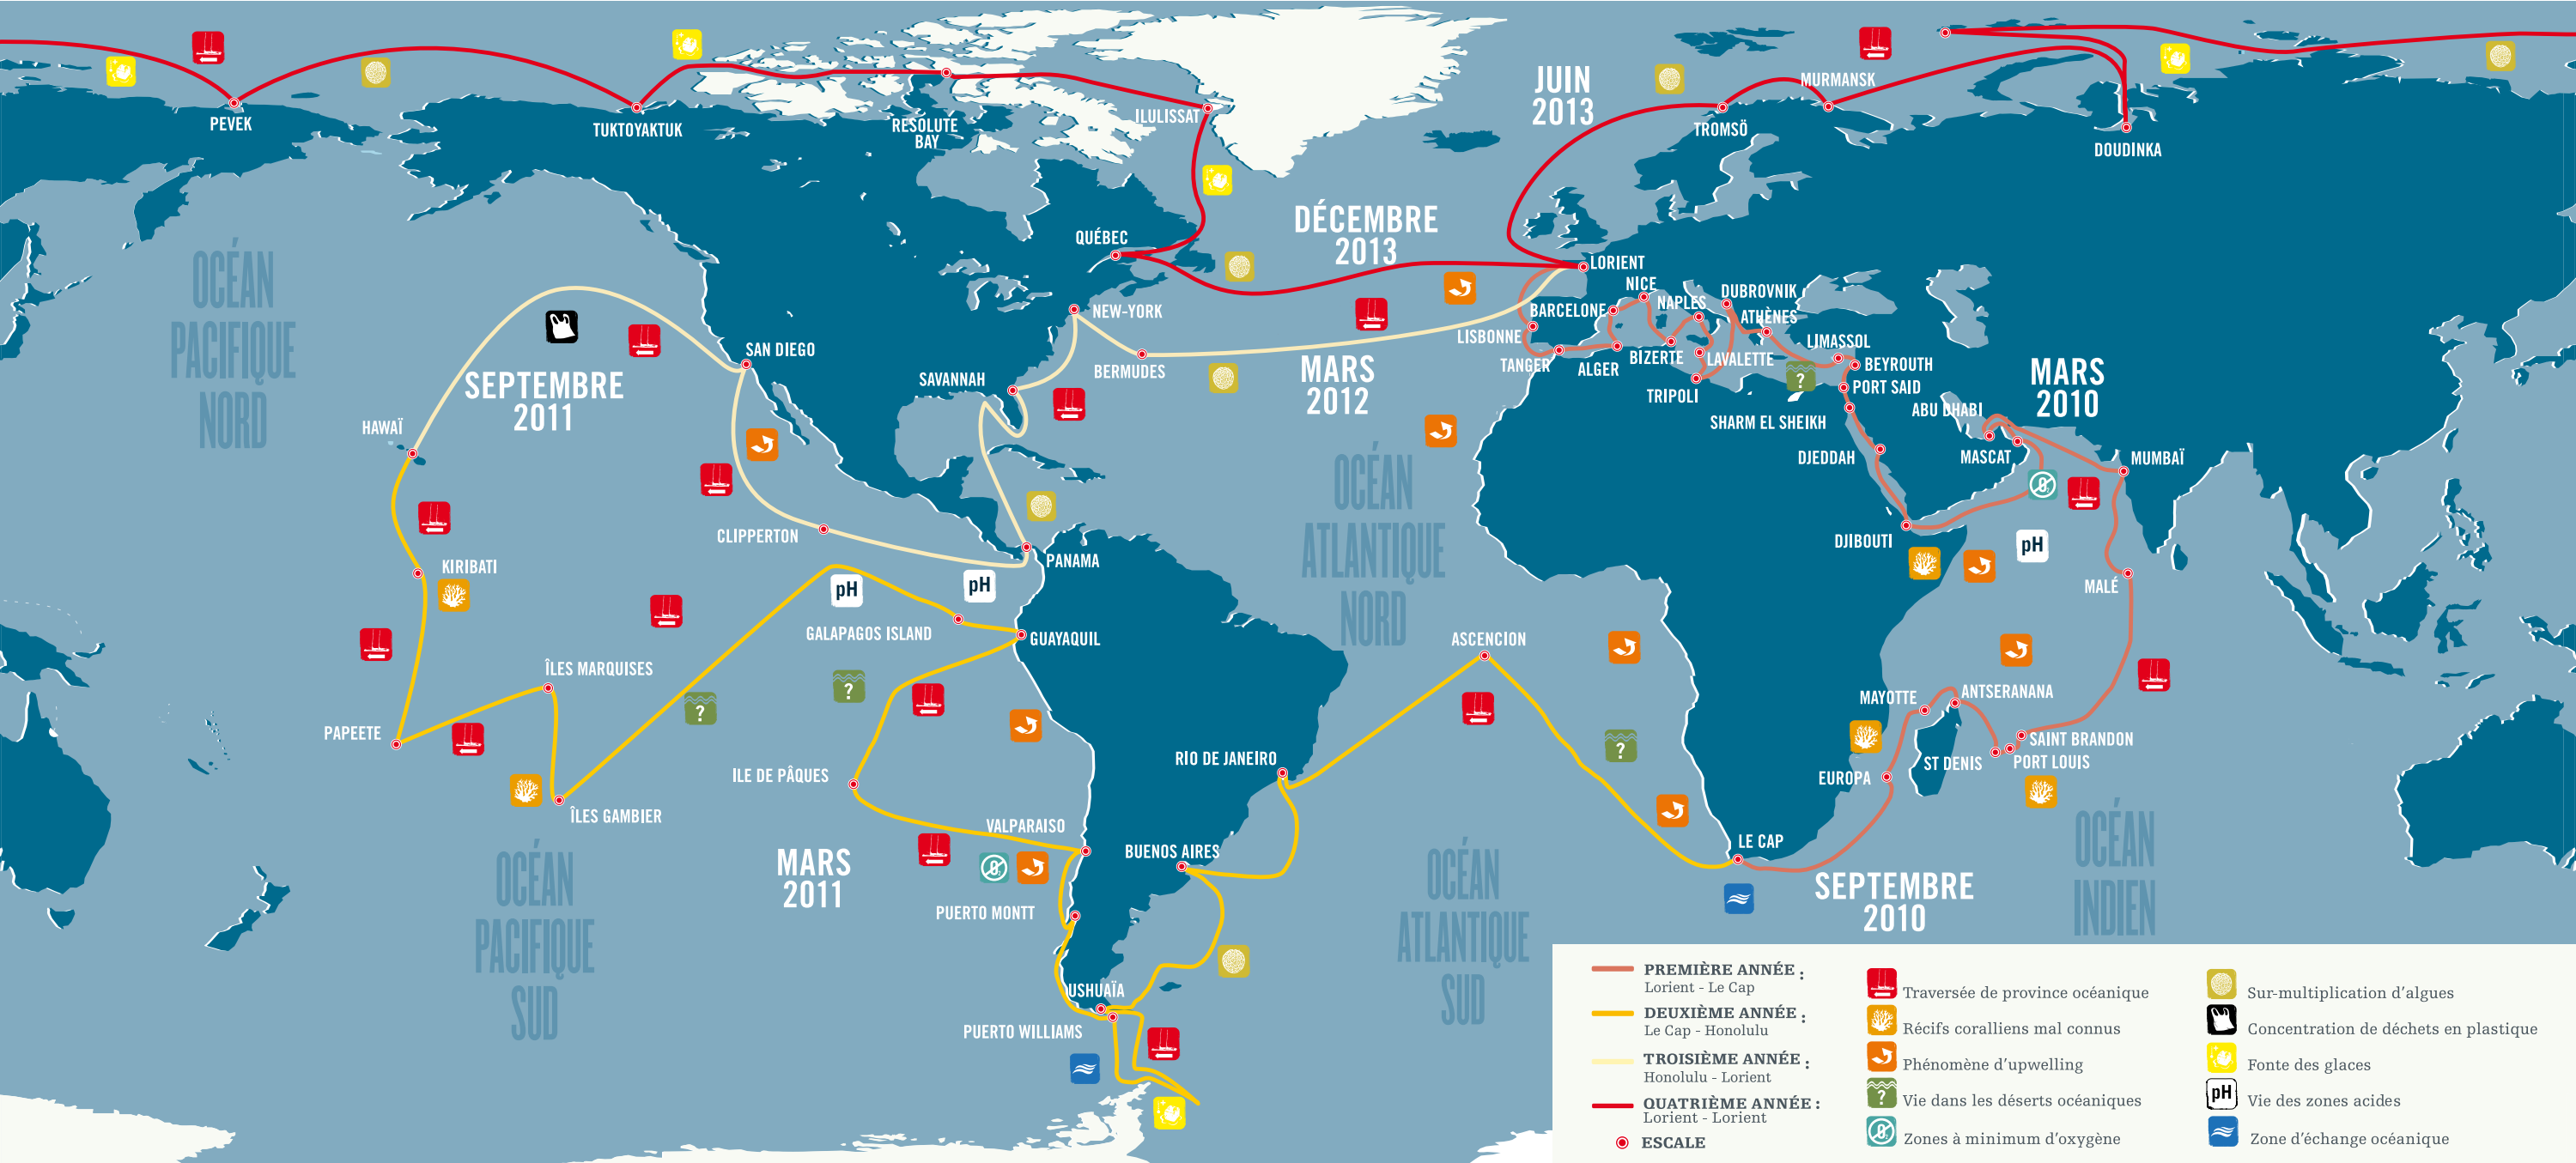 JUIN
2013
MURMANSK
PEVEK
TUKTOYAKTUK
RESOLUTE
BAY
ILULISSAT
TROMSÖ
DOUDINKA
DÉCEMBRE
2013
QUÉBEC
LORIENT
OCÉAN
PACIFIQUE
NORD
NEW-YORK
BARCELONE
NICE
NAPLES
DUBROVNIK
ATHÈNES
LISBONNE
TANGER
ALGER
BIZERTE
LAVALETTE
TRIPOLI
LIMASSOL
BEYROUTH
PORT SAID
SAN DIEGO
BERMUDES
SAVANNAH
SEPTEMBRE
2011
MARS
2012
MARS
2010
SHARM EL SHEIKH
ABU DHABI
HAWAÏ
DJEDDAH
MASCAT
MUMBAÏ
OCÉAN
ATLANTIQUE
NORD
CLIPPERTON
PANAMA
DJIBOUTI
pH
KIRIBATI
pH
pH
MALÉ
GALAPAGOS ISLAND
GUAYAQUIL
ASCENCION
ÎLES MARQUISES
?
?
?
?
MAYOTTE
ANTSERANANA
PAPEETE
SAINT BRANDON
PORT LOUIS
ST DENIS
EUROPA
ILE DE PÂQUES
RIO DE JANEIRO
ÎLES GAMBIER
VALPARAISO
BUENOS AIRES
LE CAP
OCÉAN
PACIFIQUE
SUD
MARS
2011
OCÉAN
ATLANTIQUE
SUD
SEPTEMBRE
2010
OCÉAN
INDIEN
PUERTO MONTT
USHUAÏA
PUERTO WILLIAMS
PREMIÈRE ANNÉE :
Lorient - Le Cap
DEUXIÈME ANNÉE :
Le Cap - Honolulu
TROISIÈME ANNÉE :
Honolulu - Lorient
QUATRIÈME ANNÉE :
Lorient - Lorient
ESCALE
Traversée de province océanique
Récifs coralliens mal connus
Phénomène d'upwelling
? Vie dans les déserts océaniques
Zones à minimum d'oxygène
Sur-multiplication d'algues
Concentration de déchets en plastique
Fonte des glaces
pH Vie des zones acides
Zone d'échange océanique